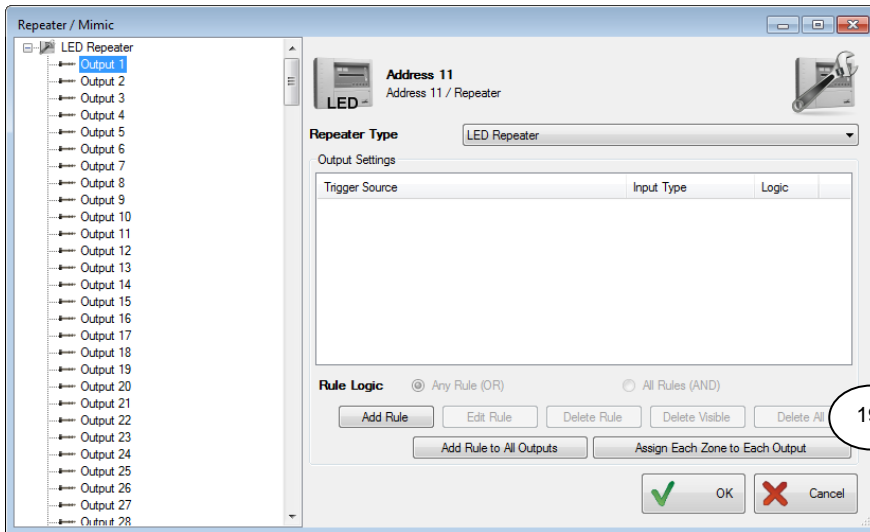 Repeater / Mimic
LED Repeater
Output 1
Output 2
Output 3
Output 4
Output 5
Output 6
Output 7
Output 8
Output 9
Output 10
Output 11
Output 12
Output 13
Output 14
Output 15
Output 16
Output 17
Output 18
Output 19
Output 20
Output 21
Output 22
Output 23
Output 24
Output 25
Output 26
Output 27
Output 28
LED
Address 11
Address 11 / Repeater
Repeater Type LED Repeater
Output Settings
Trigger Source Input Type Logic
Rule Logic Any Rule (OR) All Rules (AND)
Add Rule Edit Rule Delete Rule Delete Visible Delete All
Add Rule to All Outputs Assign Each Zone to Each Output
OK Cancel